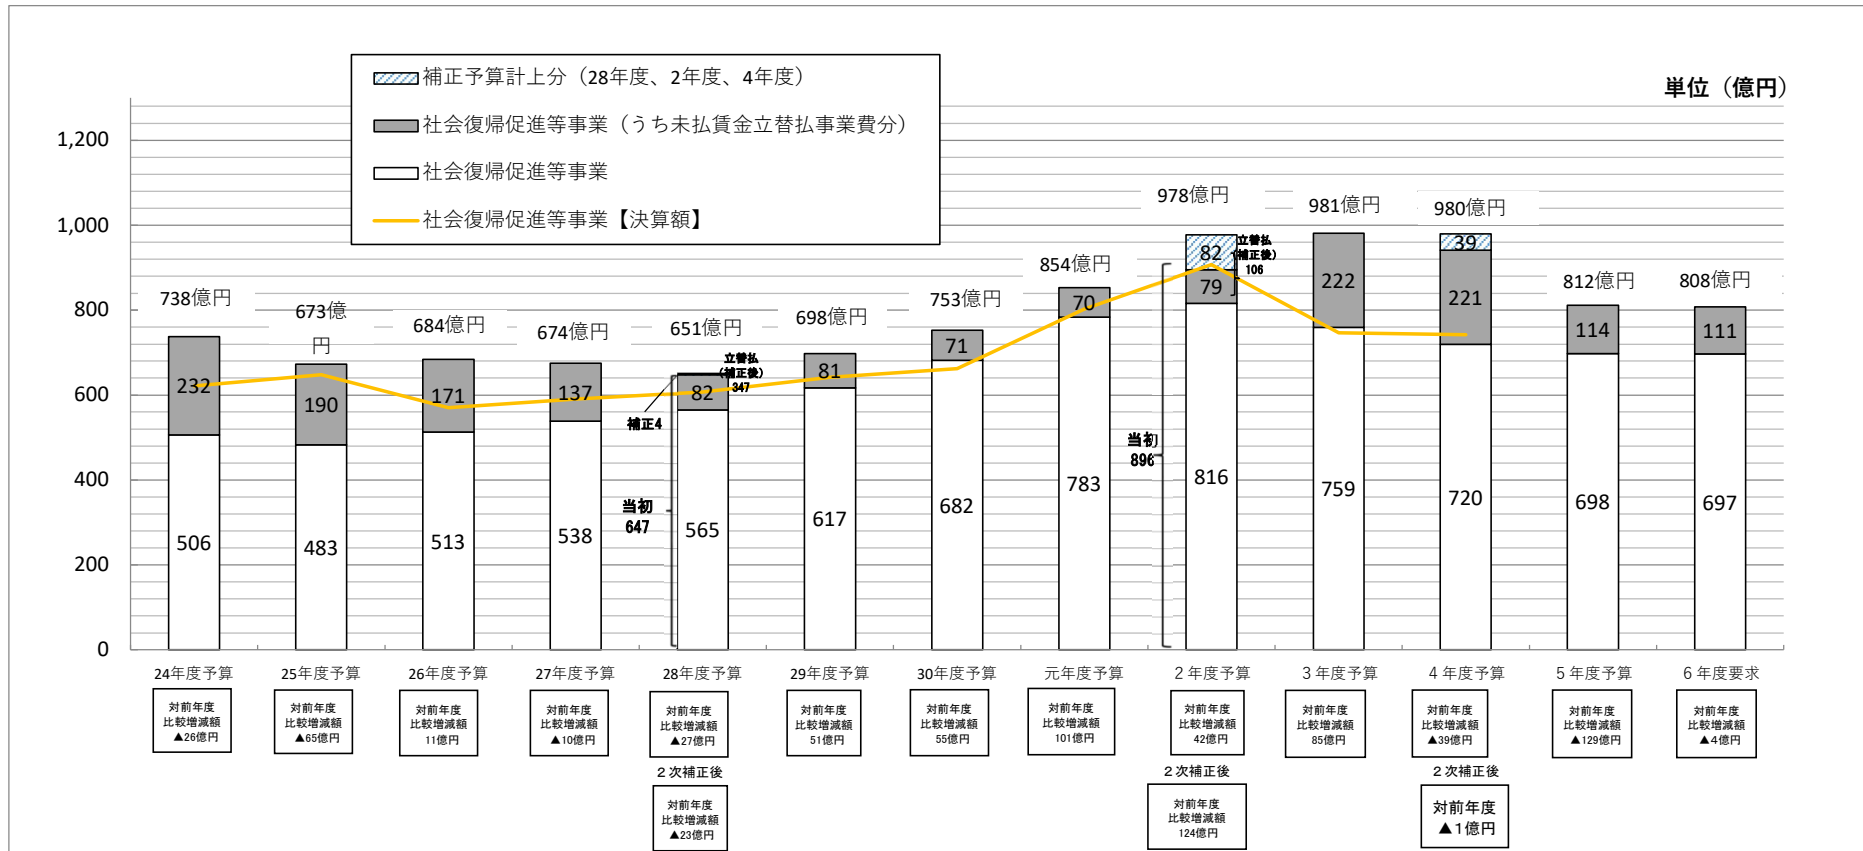 補正予算計上分（28年度、2年度、4年度）
社会復帰促進等事業（うち未払賃金立替払事業費分）
社会復帰促進等事業
社会復帰促進等事業【決算額】
単位（億円）
1,200
1,000
800
600
400
200
0
738億円
232
506
673億
円
190
483
684億円
171
513
674億円
137
538
651億円
立替払
（補正後）
347
82
補正4
当初
647
565
698億円
81
617
753億円
71
682
854億円
70
783
978億円
82
立替払
（補正後）
106
79
当初
896
816
981億円
222
759
980億円
39
221
720
812億円
114
698
808億円
111
697
24年度予算
25年度予算
26年度予算
27年度予算
28年度予算
29年度予算
30年度予算
元年度予算
2年度予算
3年度予算
4年度予算
5年度予算
6年度要求
対前年度
比較増減額
▲26億円
対前年度
比較増減額
▲65億円
対前年度
比較増減額
11億円
対前年度
比較増減額
▲10億円
対前年度
比較増減額
▲27億円
対前年度
比較増減額
51億円
対前年度
比較増減額
55億円
対前年度
比較増減額
101億円
対前年度
比較増減額
42億円
対前年度
比較増減額
85億円
対前年度
比較増減額
▲39億円
対前年度
比較増減額
▲129億円
対前年度
比較増減額
▲4億円
２次補正後
対前年度
比較増減額
▲23億円
２次補正後
対前年度
比較増減額
124億円
２次補正後
対前年度
▲1億円